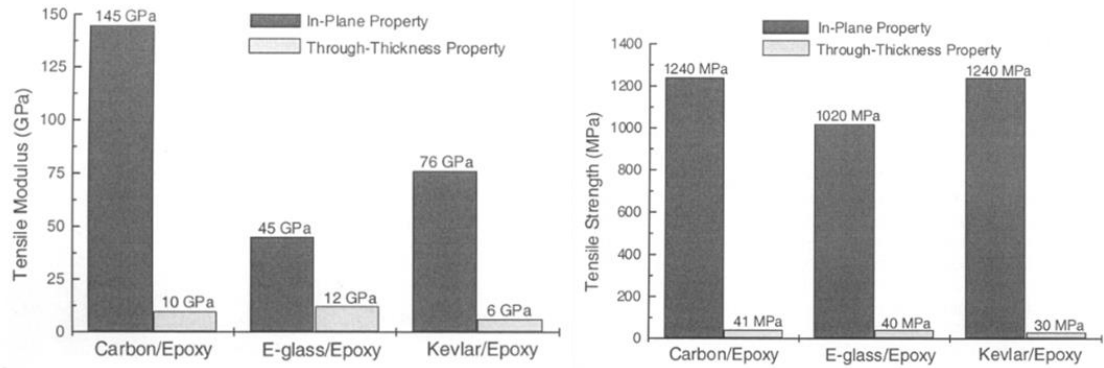 150
125
100
75
50
25
0
Tensile Modulus (GPa)
In-Plane Property
Through-Thickness Property
145 GPa
10 GPa
45 GPa
12 GPa
76 GPa
6 GPa
Carbon/Epoxy
E-glass/Epoxy
Kevlar/Epoxy
In-Plane Property
Through-Thickness Property
1400
1200
1000
800
600
400
200
0
Tensile Strength (MPa)
1240 MPa
41 MPa
1020 MPa
40 MPa
1240 MPa
30 MPa
Carbon/Epoxy
E-glass/Epoxy
Kevlar/Epoxy